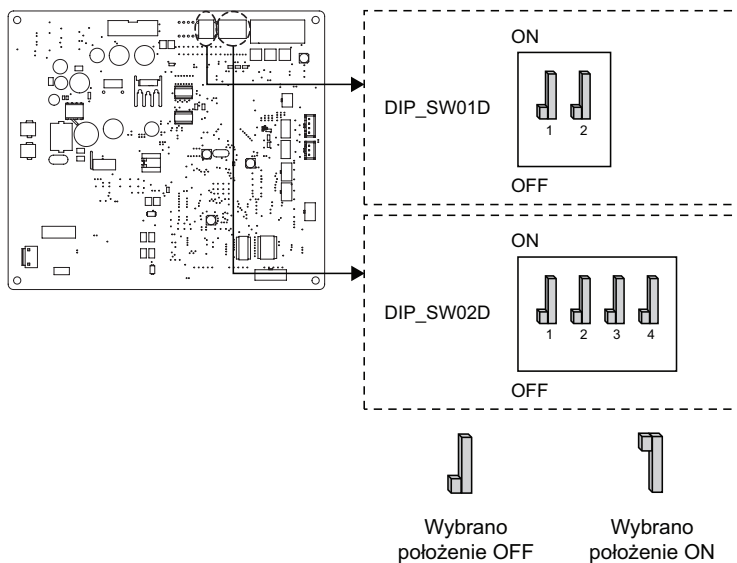 ON
DIP_SW01D
1 2
OFF
ON
DIP_SW02D
1 2 3 4
OFF
Wybrano
położenie OFF
Wybrano
położenie ON